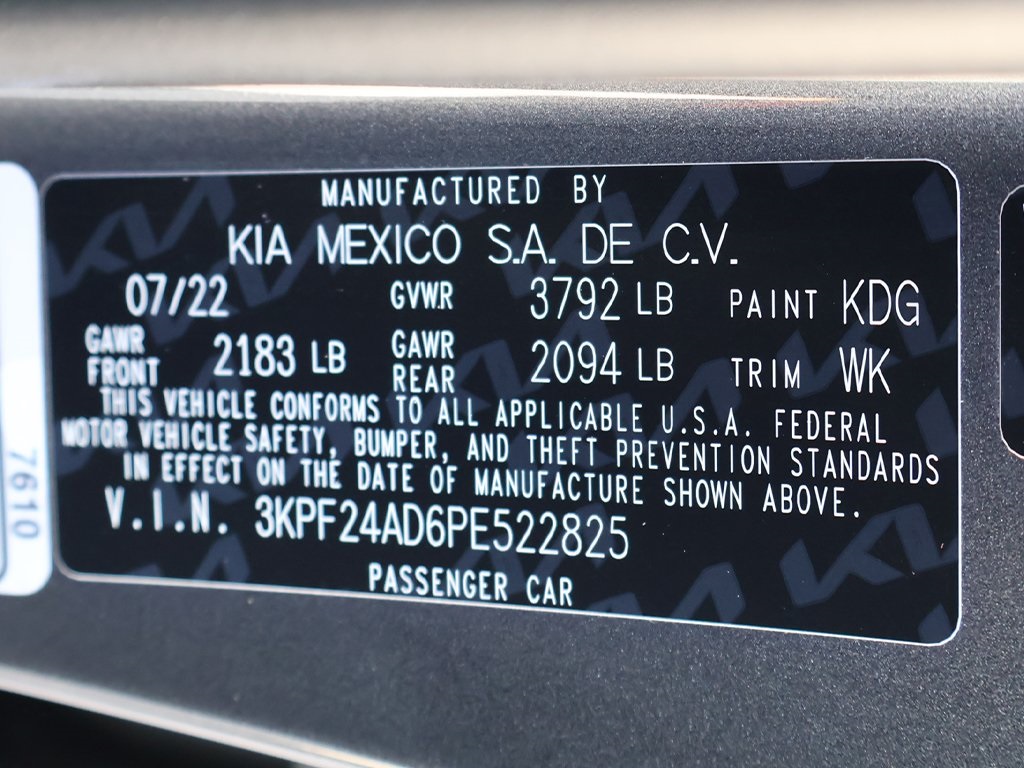 MANUFACTURED BY
KIA MEXICO S.A. DE C.V.
07/22 GVWR 3792 LB PAINT KDG
GAWR FRONT 2183 LB GAWR REAR 2094 LB TRIM WK
THIS VEHICLE CONFORMS TO ALL APPLICABLE U.S.A. FEDERAL
MOTOR VEHICLE SAFETY, BUMPER, AND THEFT PREVENTION STANDARDS
IN EFFECT ON THE DATE OF MANUFACTURE SHOWN ABOVE.
V.I.N. 3KPF24AD6PE522825
PASSENGER CAR
7610